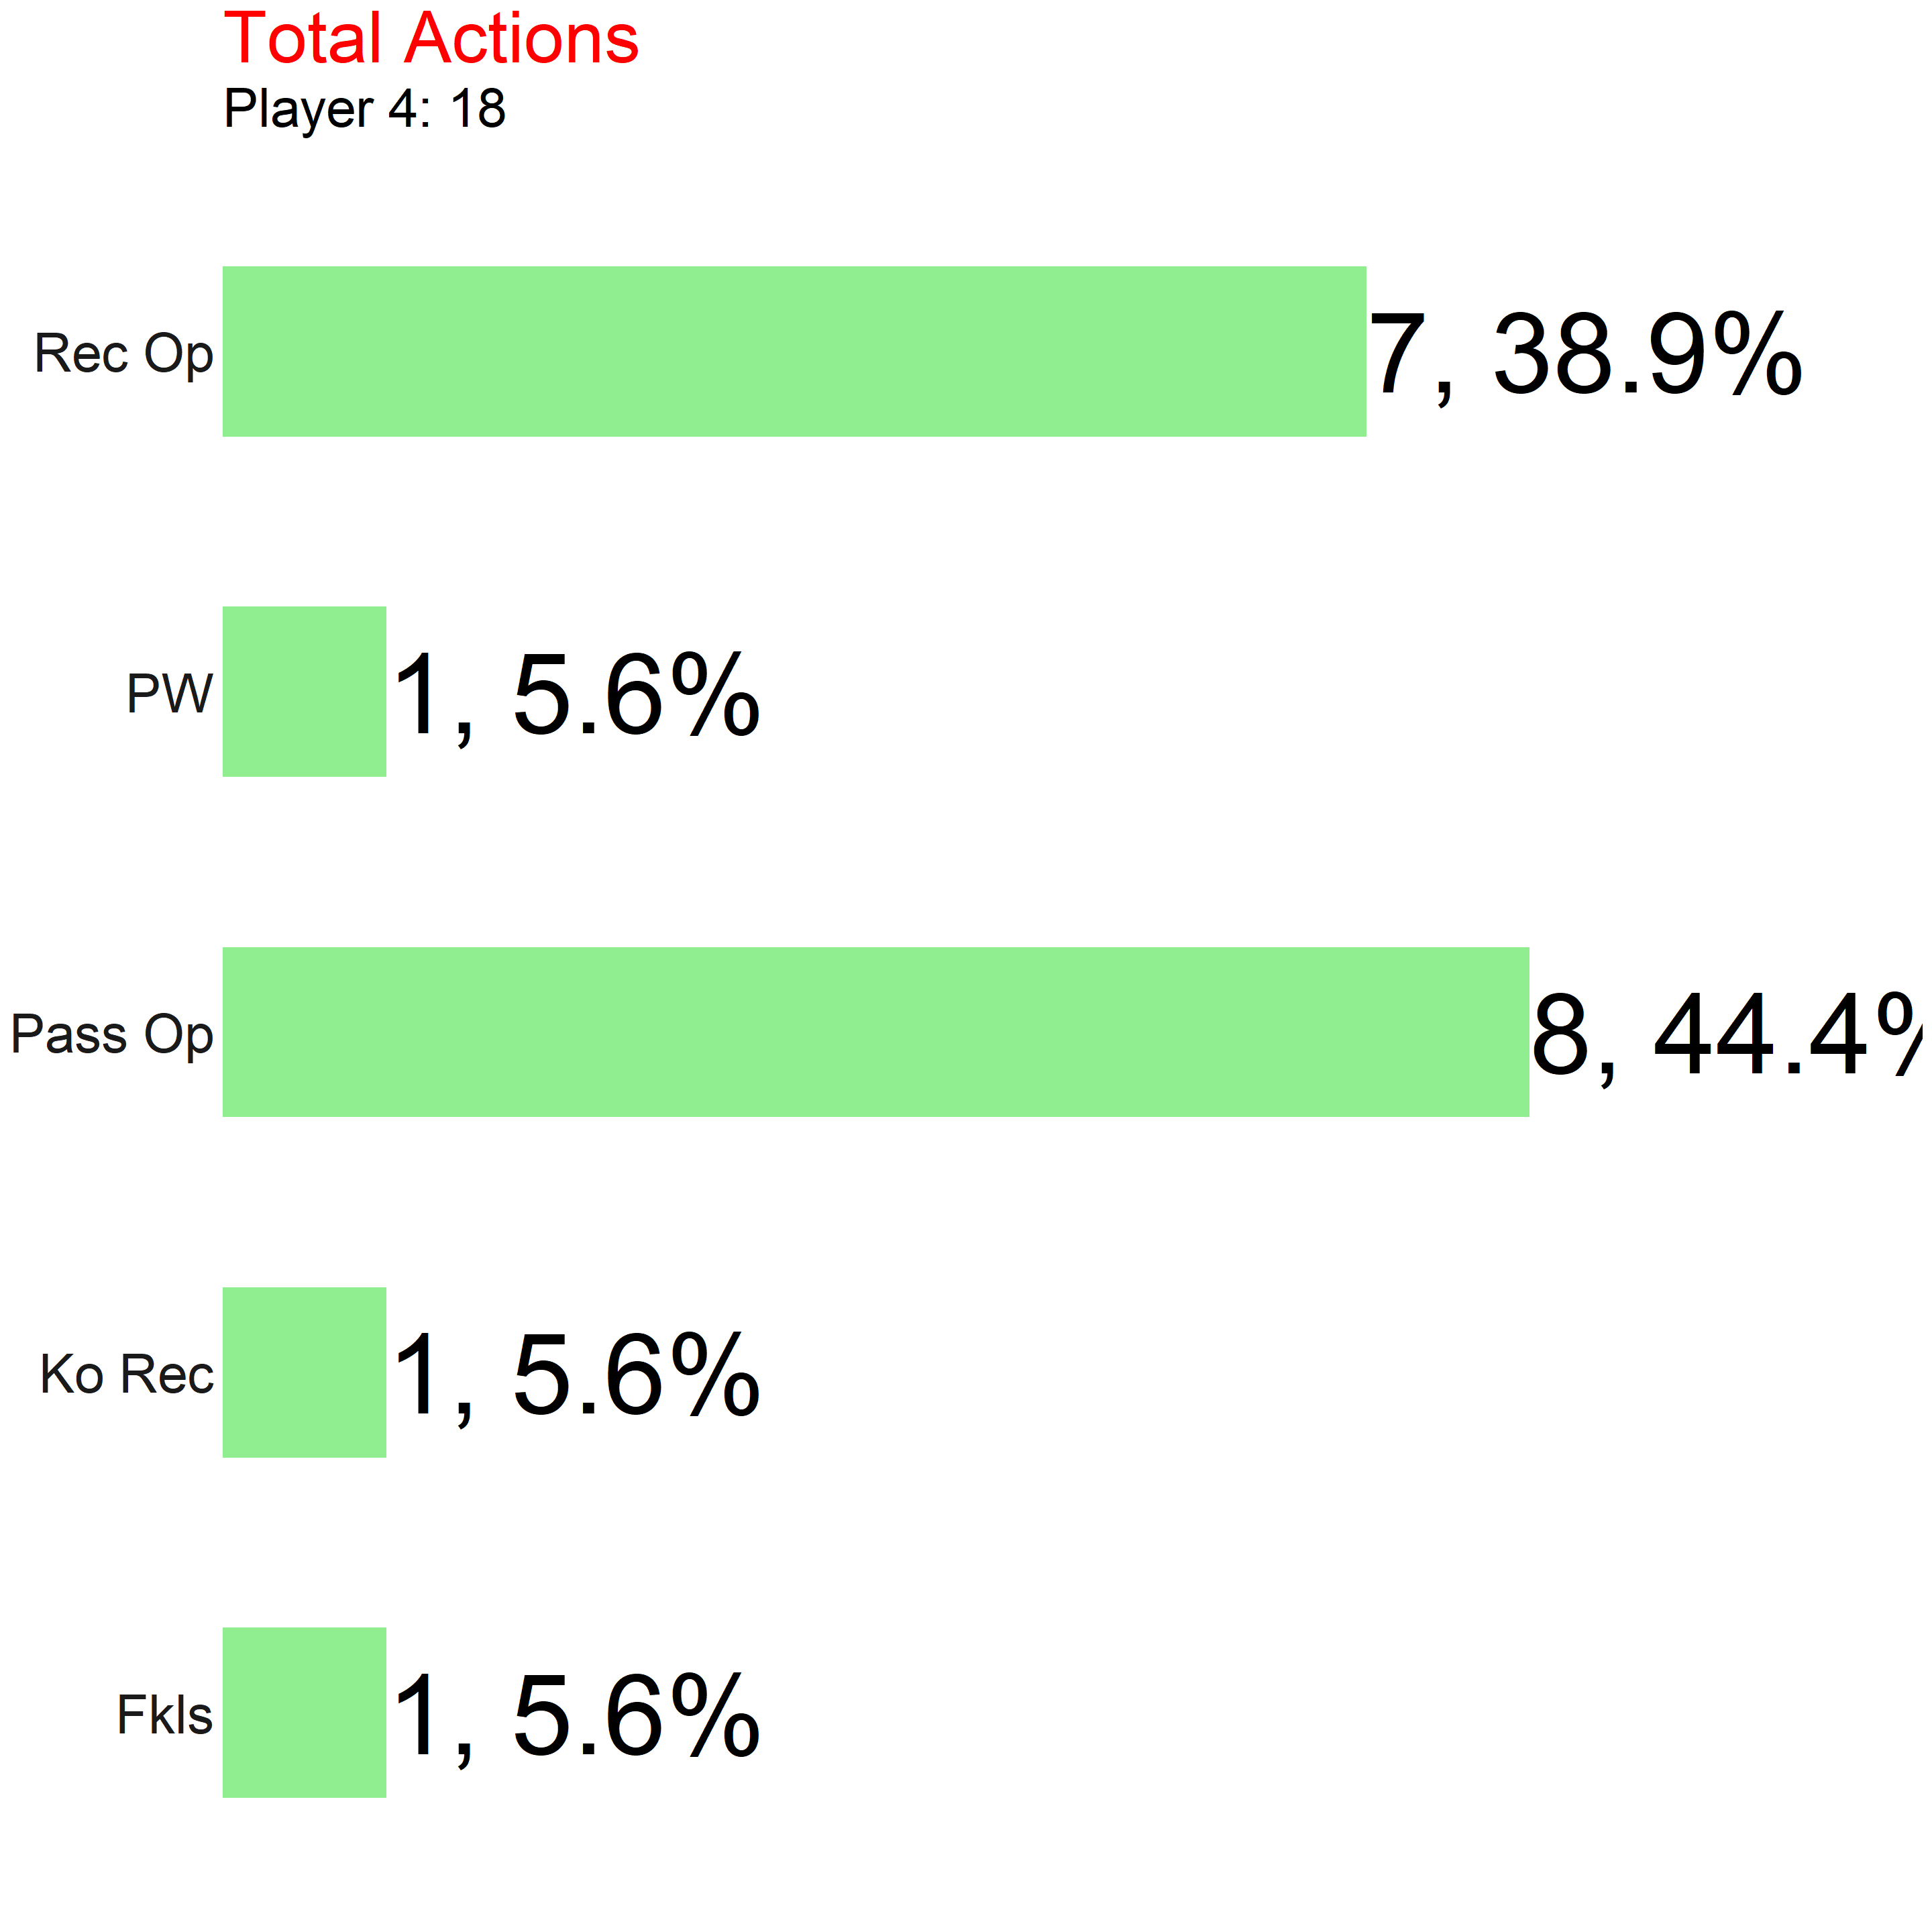 Total Actions
Player 4: 18
Rec Op 7, 38.9%
PW 1, 5.6%
Pass Op 8, 44.4%
Ko Rec 1, 5.6%
Fkls 1, 5.6%